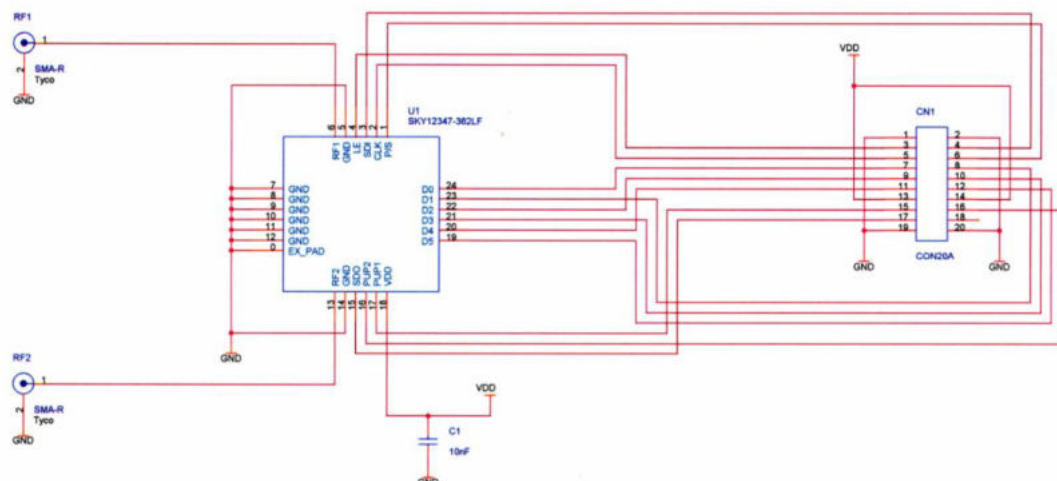 RF1
1
2
SMA-R
Tyco
GND
U1
SKY12347-362LF
6 5 4 3 2 1
RF1 GND LE SDI CLK P/S
7 GND
8 GND
9 GND
10 GND
11 GND
12 GND
0 EX_PAD
D0 24
D1 23
D2 22
D3 21
D4 20
D5 19
RF2 GND SDO PUP2 PUP1 VDD
13 14 15 16 17 18
GND
VDD
CN1
1 2
3 4
5 6
7 8
9 10
11 12
13 14
15 16
17 18
19 20
CON20A
GND
GND
RF2
1
2
SMA-R
Tyco
GND
VDD
C1
10nF
GND